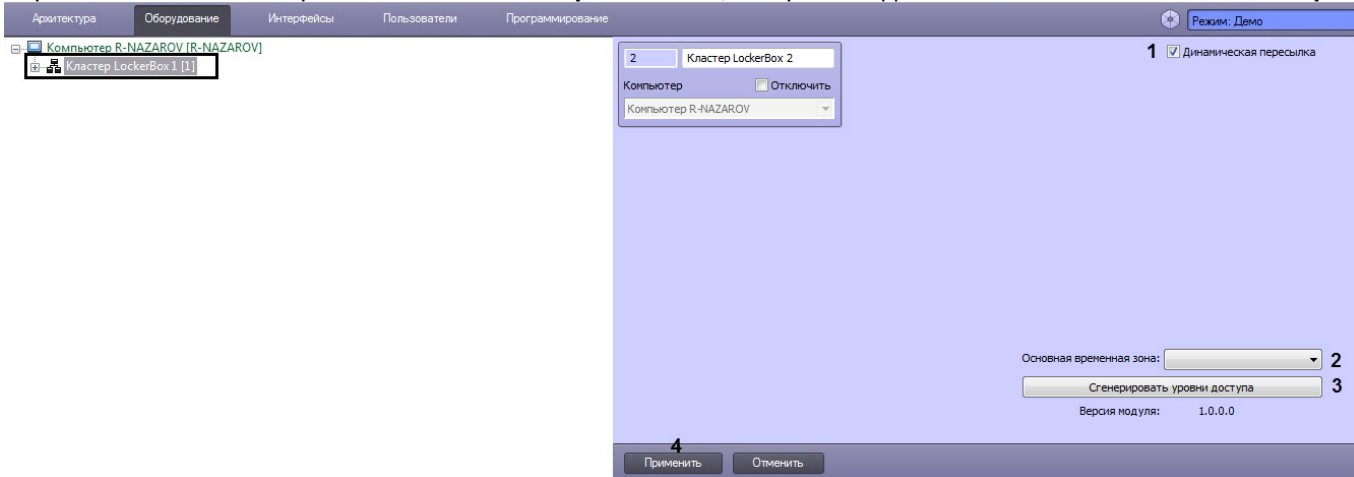 Архитектура Оборудование Интерфейсы Пользователи Программирование Режим: Демо
Компьютер R-NAZAROV [R-NAZAROV]
Кластер LockerBox 1 [1]
2 Кластер LockerBox 2
Компьютер Отключить
Компьютер R-NAZAROV
1 Динамическая пересылка
Основная временная зона: 2
Сгенерировать уровни доступа 3
Версия модуля: 1.0.0.0
4
Применить Отменить